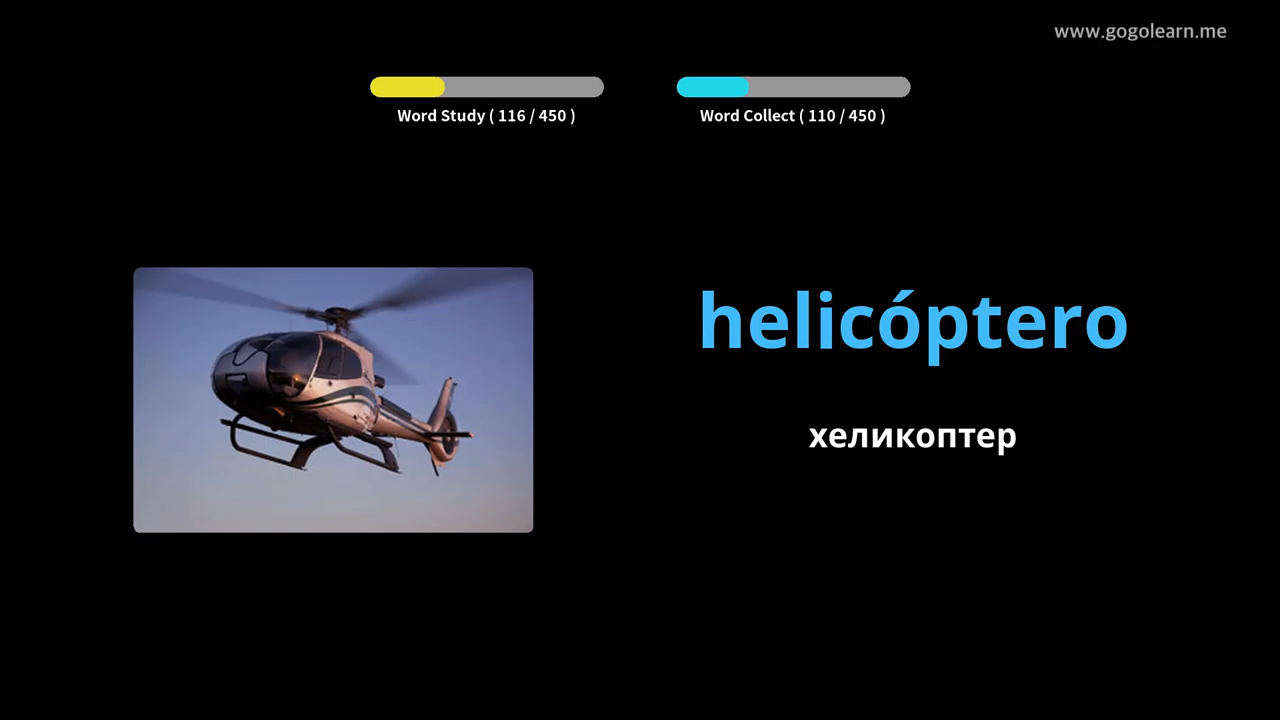 www.gogolearn.me
Word Study ( 116 / 450 )
Word Collect ( 110 / 450 )
helicóptero
хеликоптер